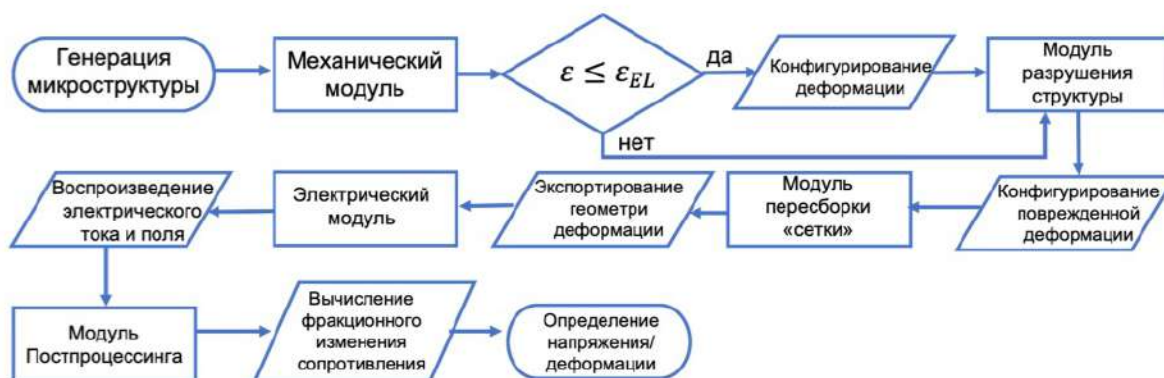 Генерация
микроструктуры
Механический
модуль
ε ≤ ε_EL
да
нет
Конфигурирование
деформации
Модуль
разрушения
структуры
Конфигурирование
поврежденной
деформации
Модуль
пересборки
«сетки»
Экспортирование
геометри
деформации
Электрический
модуль
Воспроизведение
электрического
тока и поля
Модуль
Постпроцессинга
Вычисление
фракционного
изменения
сопротивления
Определение
напряжения/
деформации